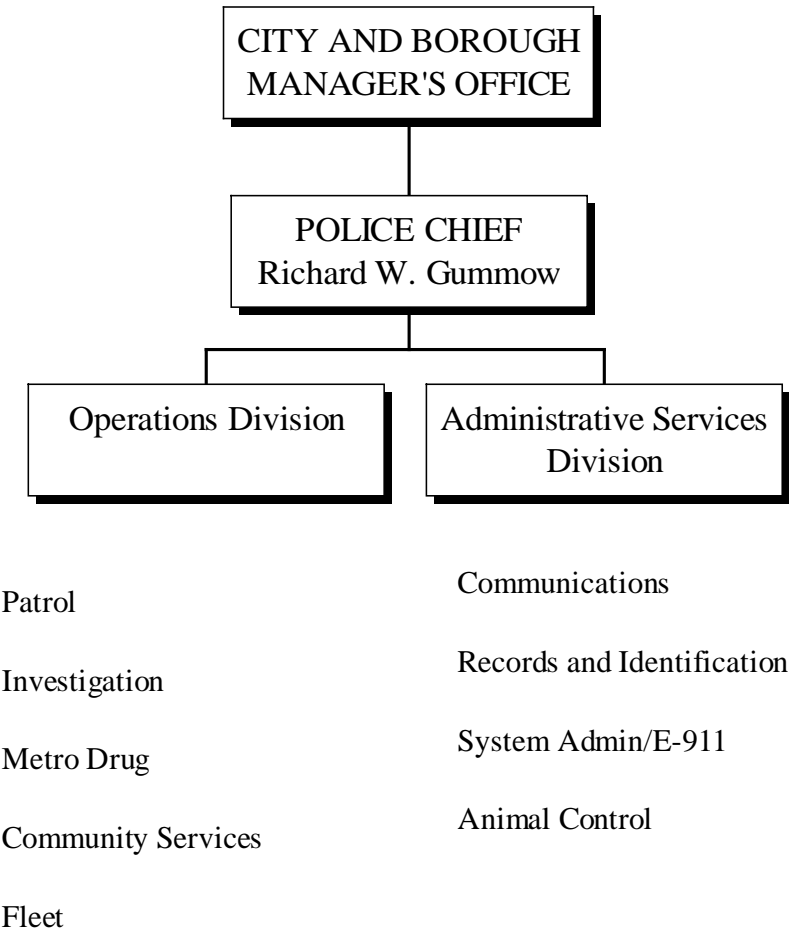 CITY AND BOROUGH
MANAGER'S OFFICE
POLICE CHIEF
Richard W. Gummow
Operations Division
Administrative Services
Division
Patrol
Investigation
Metro Drug
Community Services
Fleet
Communications
Records and Identification
System Admin/E-911
Animal Control